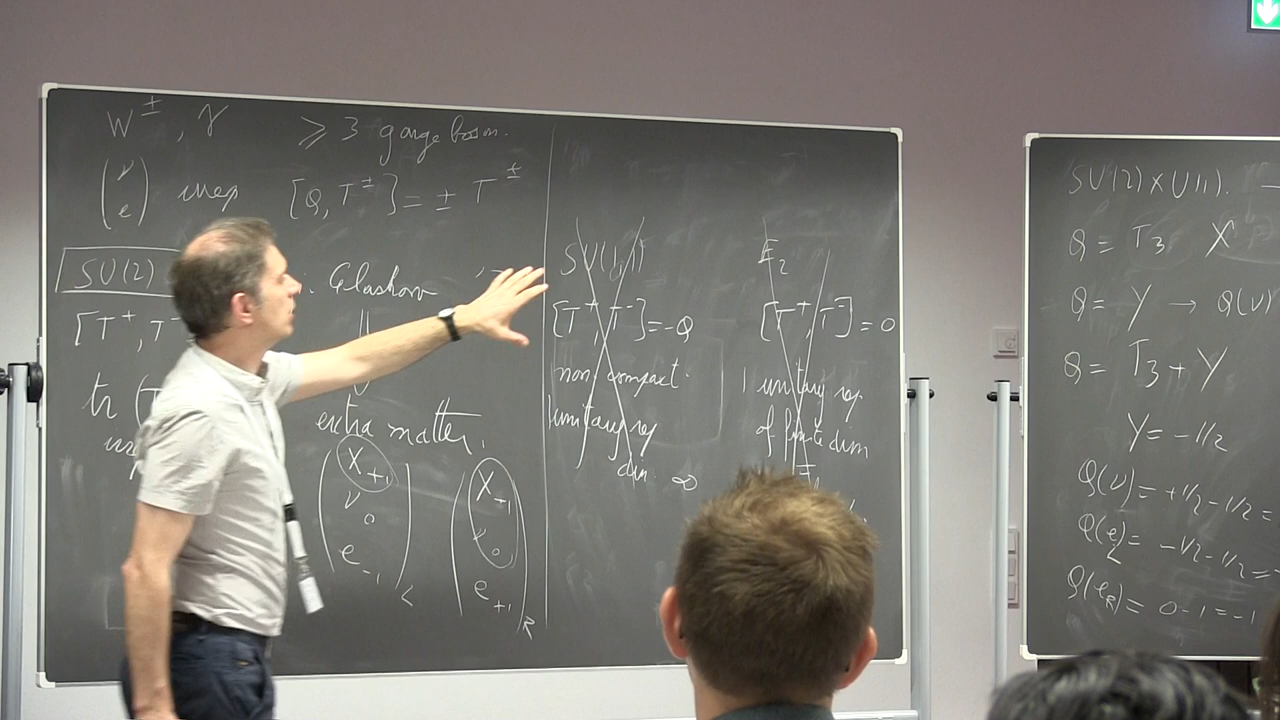 W^±, γ
≥ 3 gauge boson.
(ν e)
[Q, T^±] = ± T^±
SU(2)
. Glashow
[T^+, T^-
tr (T
extra matter.
(X_{+1} ν_0 e_{-1})_L
(X_{+1} ν_0 e_{+1})_R
SU(1,1)
[T^+ T^-] = -Q
non compact.
unitary rep
dim. ∞
E_2
[T^+, T^-] = 0
unitary rep.
of finite dim
SU(2) X U(1). —
Q = T_3 X
Q = Y → Q(ν)
Q = T_3 + Y
Y = -1/2
Q(ν) = +1/2 - 1/2 =
Q(e_L) = -1/2 - 1/2 = -
Q(e_R) = 0 - 1 = -1